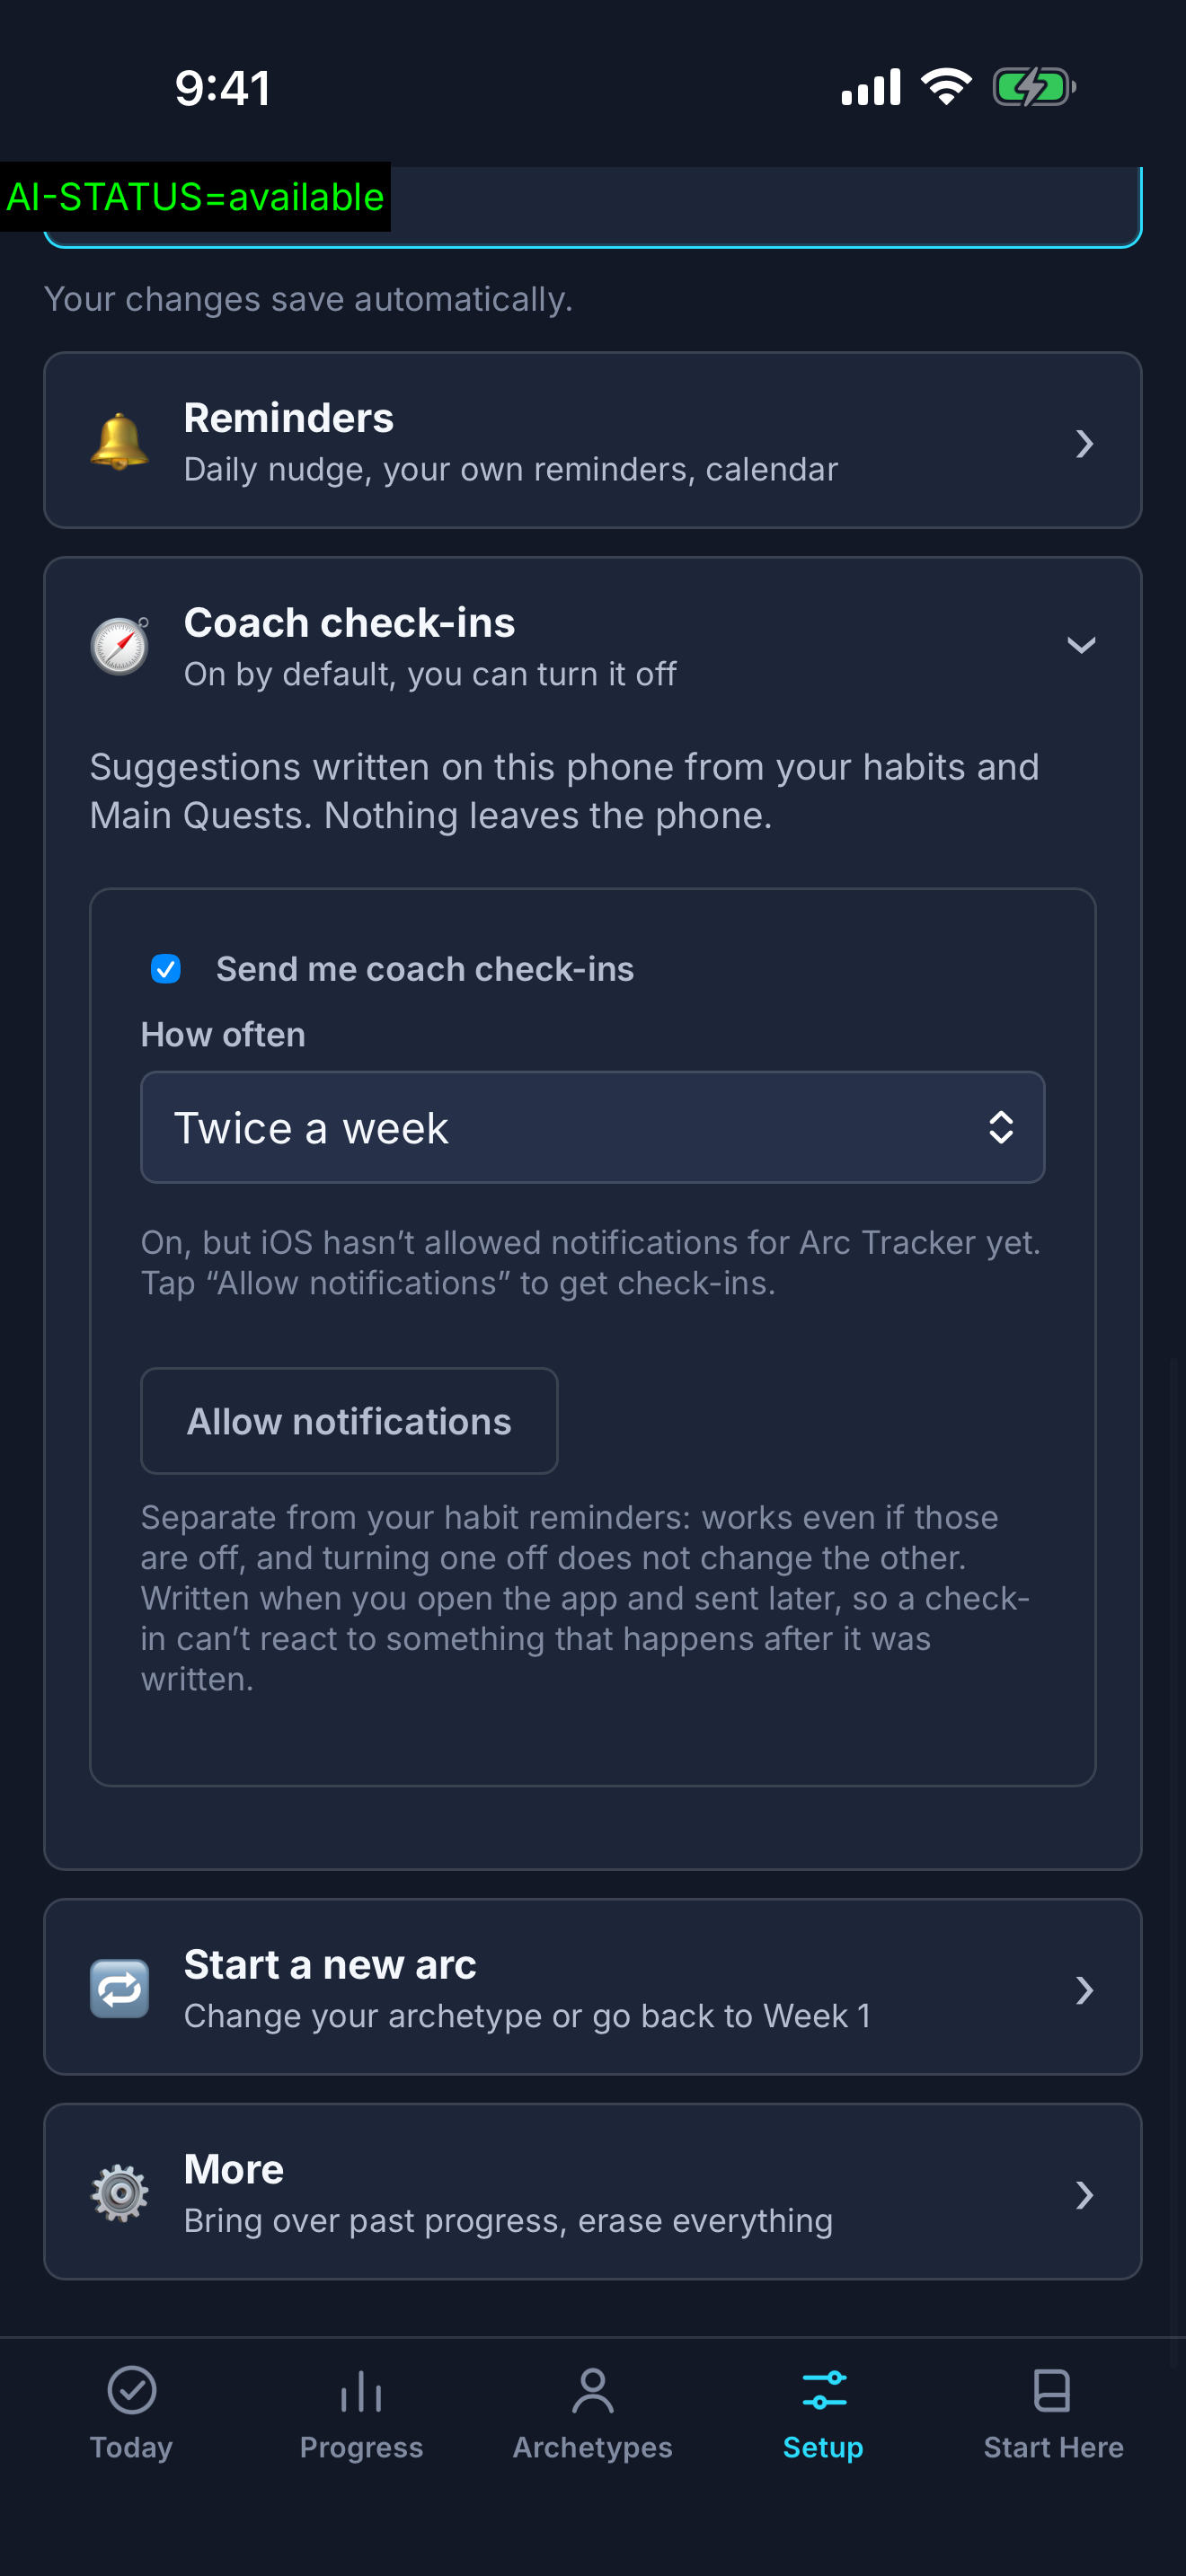 9:41
AI-STATUS=available
Your changes save automatically.
Reminders
Daily nudge, your own reminders, calendar
Coach check-ins
On by default, you can turn it off
Suggestions written on this phone from your habits and
Main Quests. Nothing leaves the phone.
Send me coach check-ins
How often
Twice a week
On, but iOS hasn’t allowed notifications for Arc Tracker yet.
Tap “Allow notifications” to get check-ins.
Allow notifications
Separate from your habit reminders: works even if those
are off, and turning one off does not change the other.
Written when you open the app and sent later, so a check-
in can’t react to something that happens after it was
written.
Start a new arc
Change your archetype or go back to Week 1
More
Bring over past progress, erase everything
Today
Progress
Archetypes
Setup
Start Here